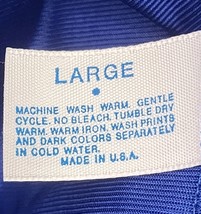 LARGE
MACHINE WASH WARM. GENTLE
CYCLE. NO BLEACH. TUMBLE DRY
WARM. WARM IRON. WASH PRINTS
AND DARK COLORS SEPARATELY
IN COLD WATER.
MADE IN U.S.A.